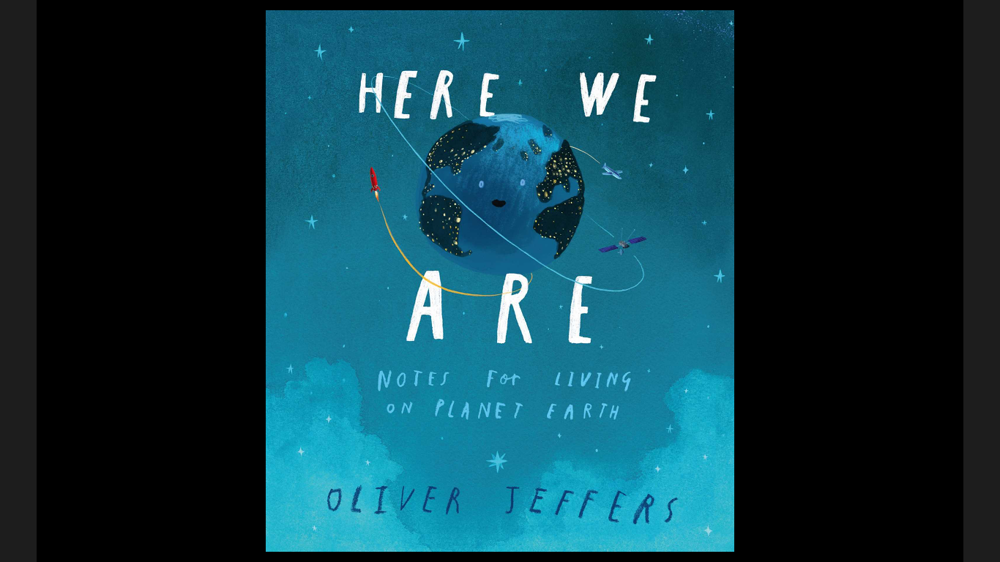 HERE WE
ARE
NOTES For LIVING
ON PLANET EARTH
OLIVER JEFFERS